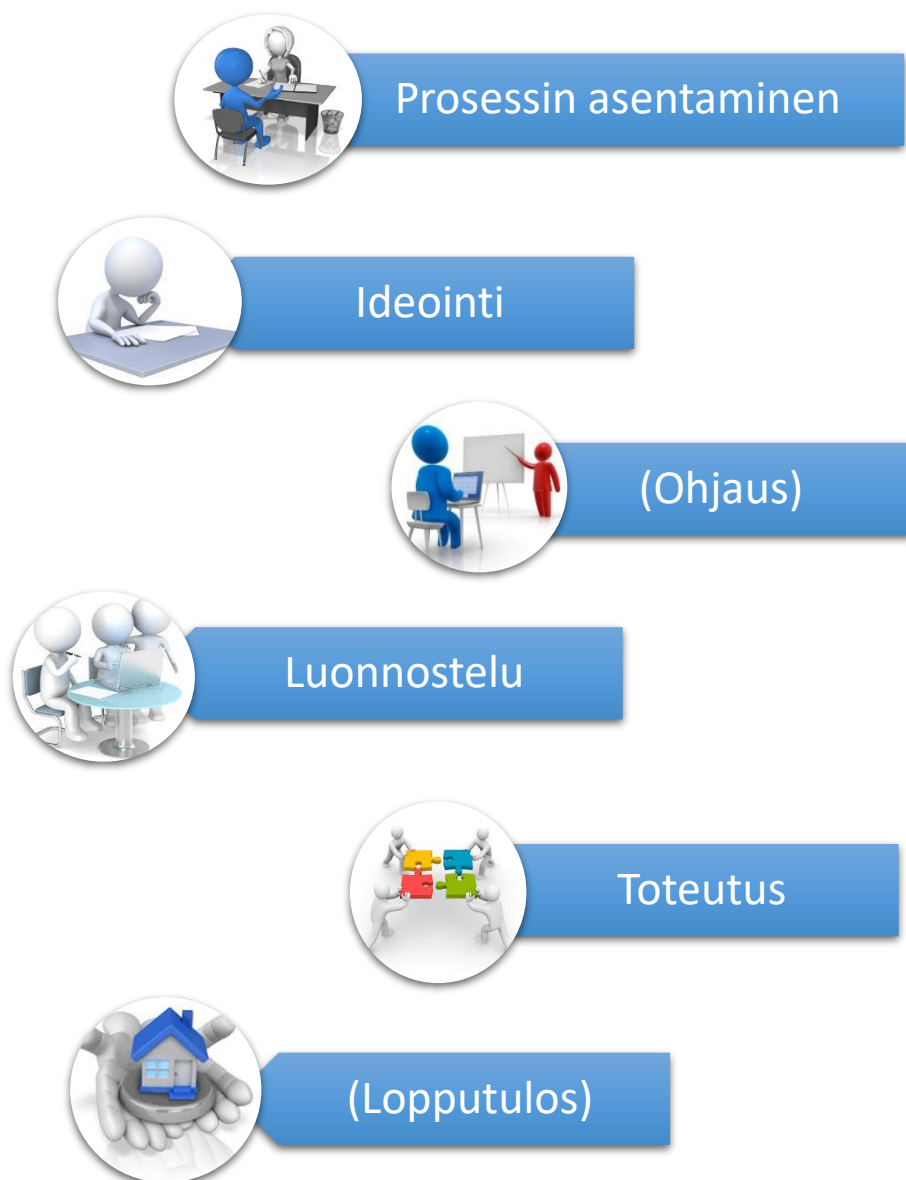 Prosessin asentaminen
Ideointi
(Ohjaus)
Luonnostelu
Toteutus
(Lopputulos)